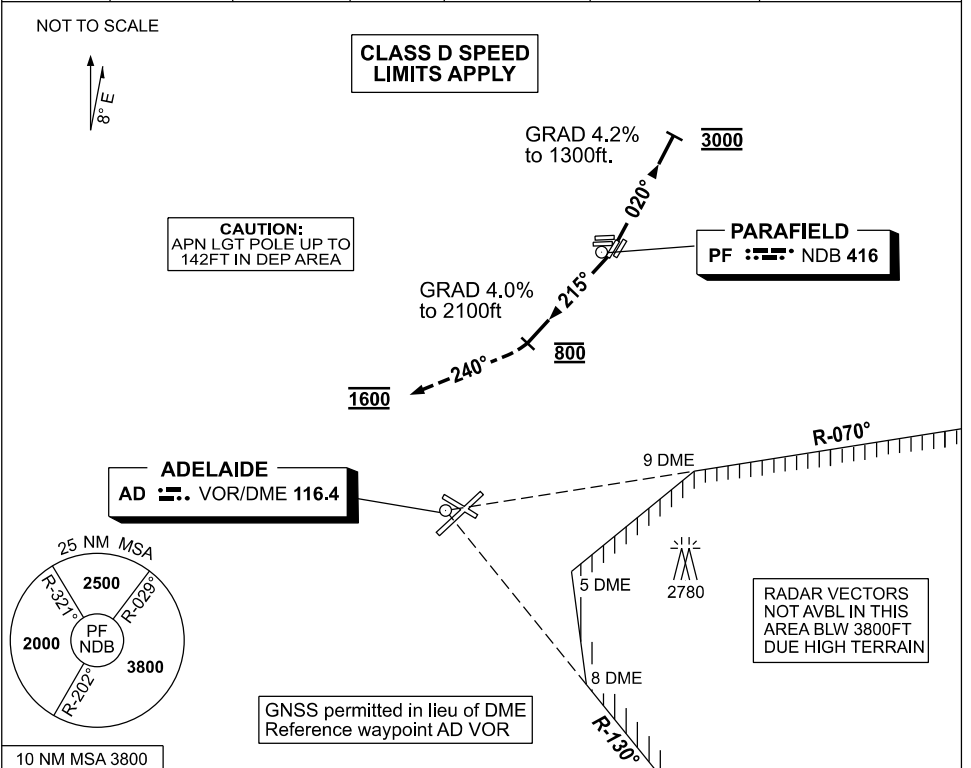 NOT TO SCALE
8° E
CLASS D SPEED
LIMITS APPLY
GRAD 4.2%
to 1300ft.
3000
020°
CAUTION:
APN LGT POLE UP TO
142FT IN DEP AREA
PARAFIELD
PF NDB 416
GRAD 4.0%
to 2100ft
215°
800
240°
1600
R-070°
9 DME
ADELAIDE
AD VOR/DME 116.4
25 NM MSA
R-321°
2500
R-029°
PF
NDB
2000
3800
R-202°
5 DME
2780
RADAR VECTORS
NOT AVBL IN THIS
AREA BLW 3800FT
DUE HIGH TERRAIN
8 DME
R-130°
GNSS permitted in lieu of DME
Reference waypoint AD VOR
10 NM MSA 3800